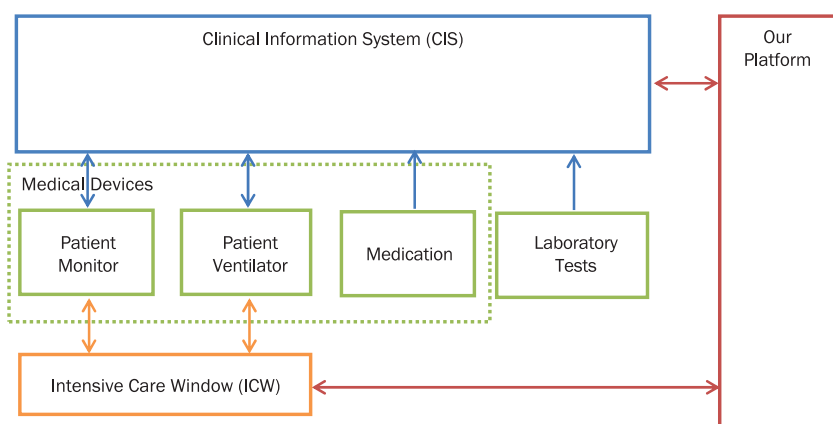 Clinical Information System (CIS)
Our
Platform
Medical Devices
Patient
Monitor
Patient
Ventilator
Medication
Laboratory
Tests
Intensive Care Window (ICW)